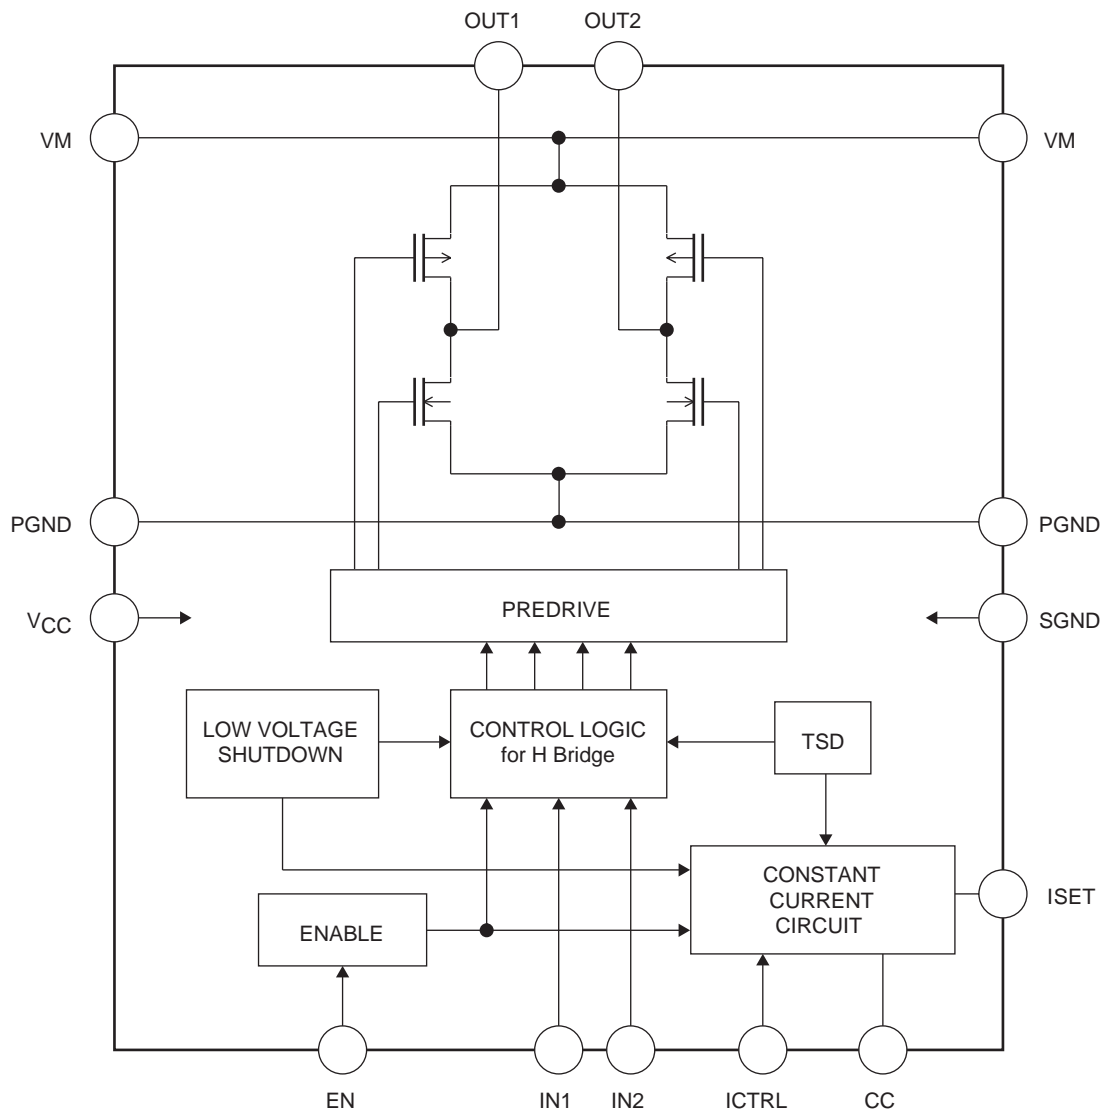 OUT1
OUT2
VM
VM
PGND
PGND
PREDRIVE
VCC
SGND
LOW VOLTAGE
SHUTDOWN
CONTROL LOGIC
for H Bridge
TSD
CONSTANT
CURRENT
CIRCUIT
ISET
ENABLE
EN
IN1
IN2
ICTRL
CC